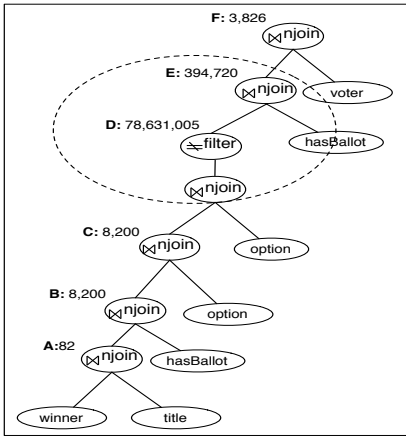 F: 3,826
⋈njoin
E: 394,720
⋈njoin
voter
D: 78,631,005
≠filter
hasBallot
⋈njoin
C: 8,200
⋈njoin
option
B: 8,200
⋈njoin
option
A:82
⋈njoin
hasBallot
winner
title